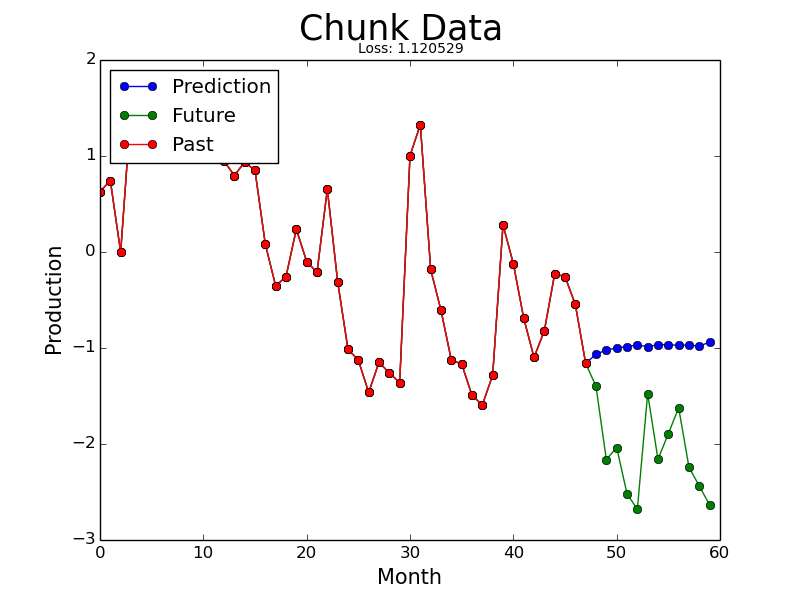 Chunk Data
Loss: 1.120529
Prediction
Future
Past
2
1
0
−1
−2
−3
Production
0 10 20 30 40 50 60
Month